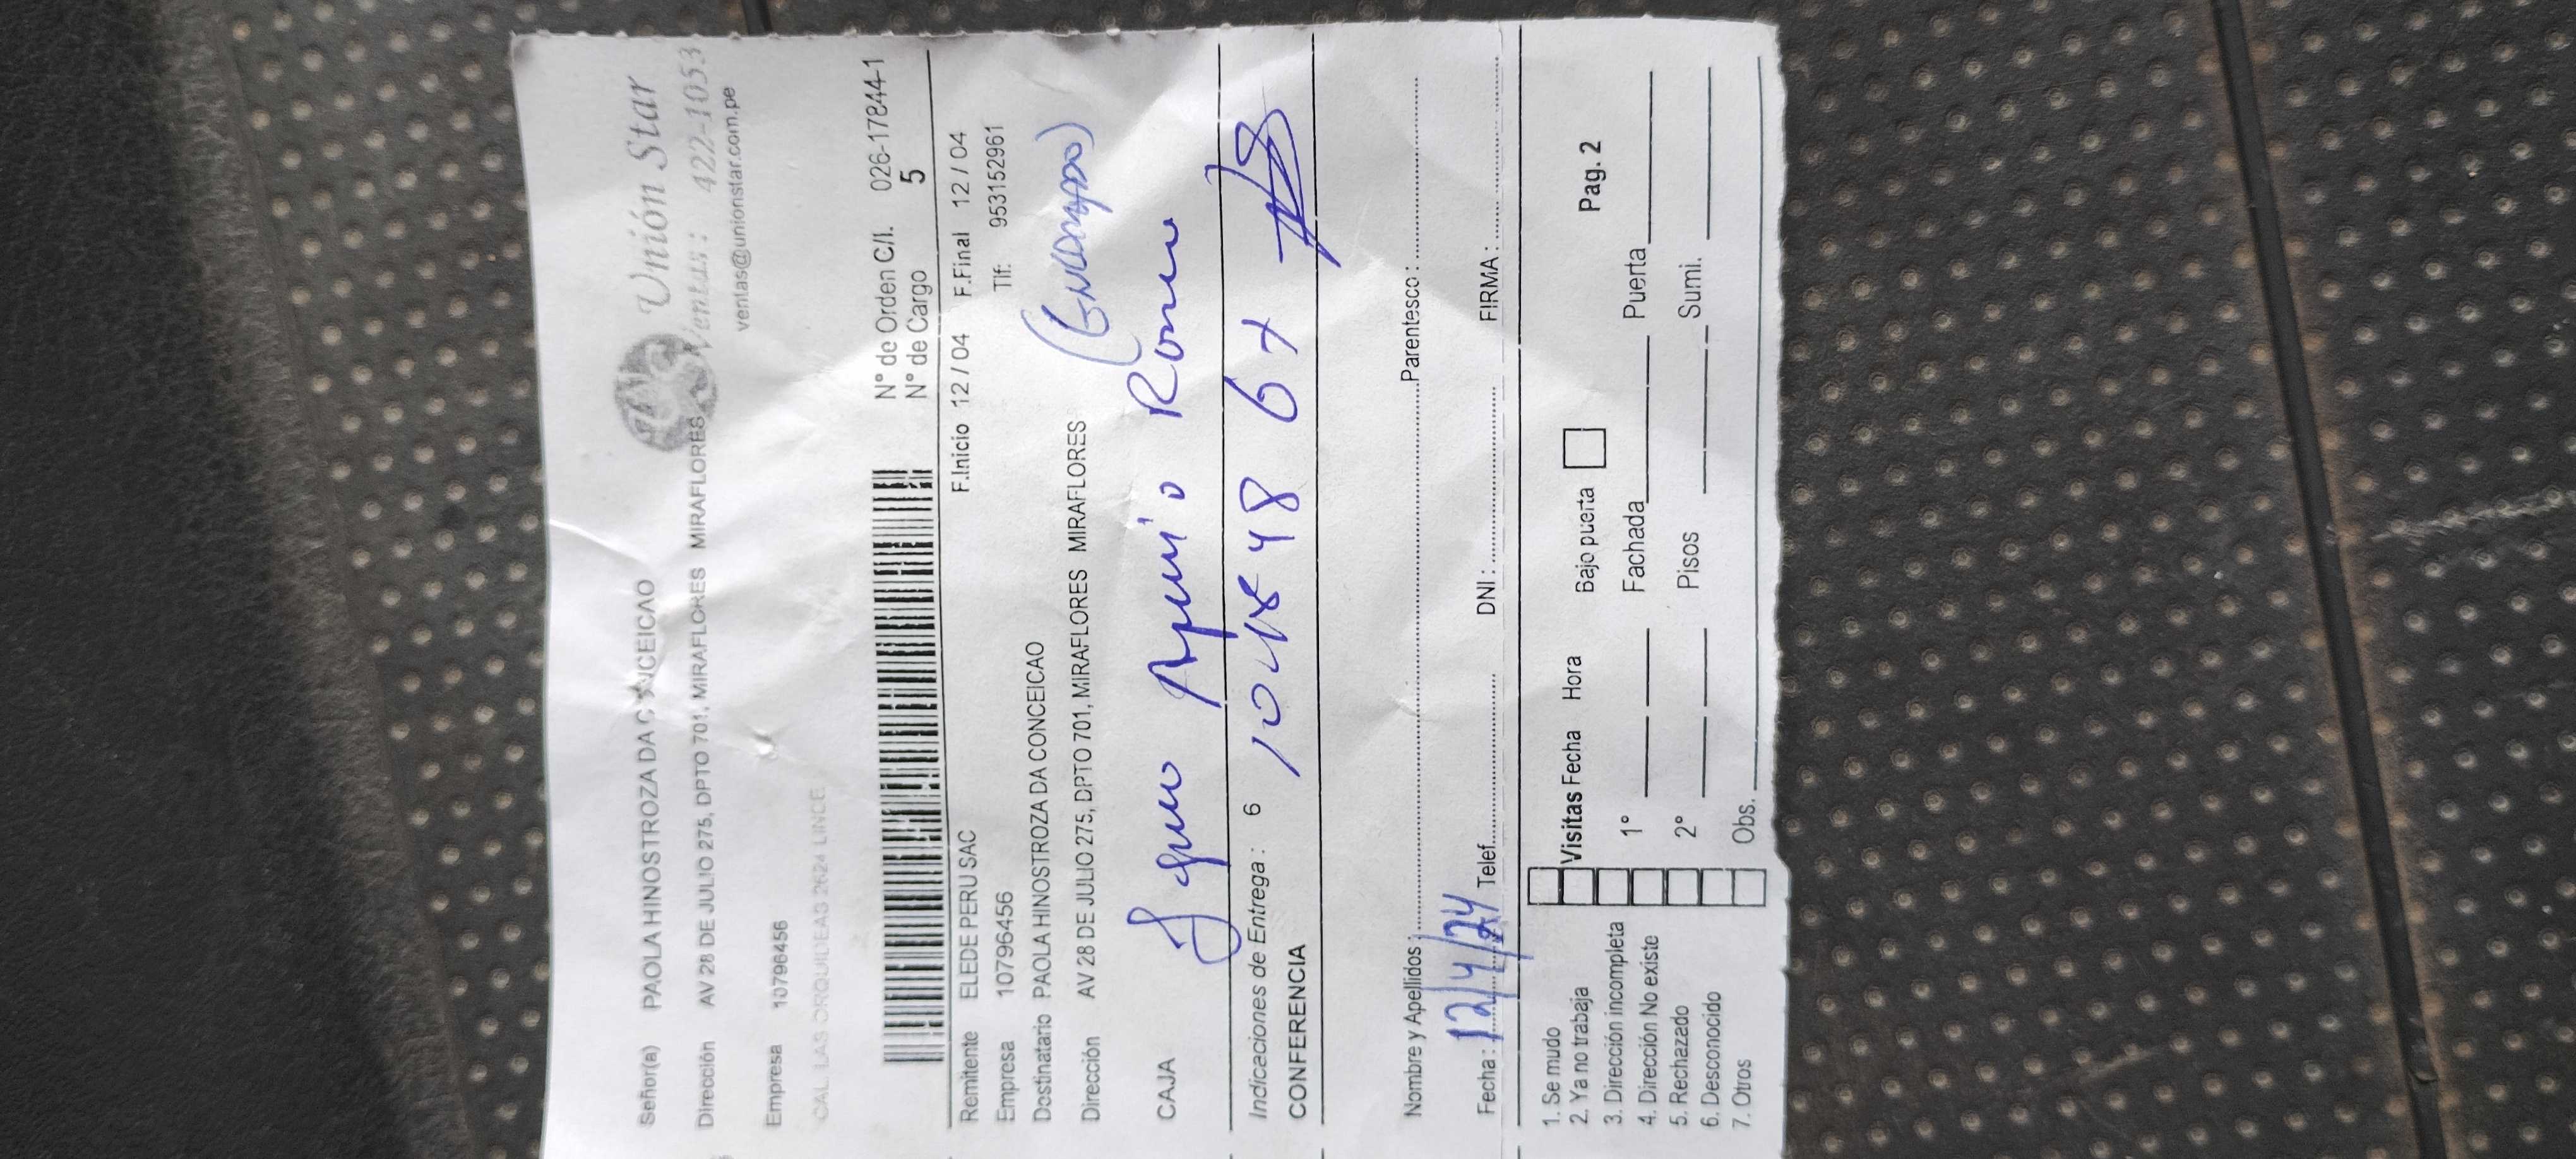 Unión Star
Ventas: 422-1053
ventas@unionstar.com.pe
Señor(a) PAOLA HINOSTROZA DA CONCEICAO
Dirección AV 28 DE JULIO 275, DPTO 701, MIRAFLORES MIRAFLORES
Empresa 10796456
CAL. LAS ORQUIDEAS 2624 LINCE
N° de Orden C/I. 026-178444-1
N° de Cargo 5
F.Inicio 12 / 04 F.Final 12 / 04
Remitente ELEDE PERU SAC
Empresa 10796456 Tlf: 953152961
Destinatario PAOLA HINOSTROZA DA CONCEICAO
Dirección AV 28 DE JULIO 275, DPTO 701, MIRAFLORES MIRAFLORES
(ENCARGADO)
CAJA
Indicaciones de Entrega : 6
CONFERENCIA
Nombre y Apellidos : Parentesco :
Fecha : 12/4/24 Telef. DNI : FIRMA :
1. Se mudo
2. Ya no trabaja
3. Dirección incompleta
4. Dirección No existe
5. Rechazado
6. Desconocido
7. Otros
Visitas Fecha Hora Bajo puerta Pag. 2
1° Fachada Puerta
2° Pisos Sumi.
Obs.